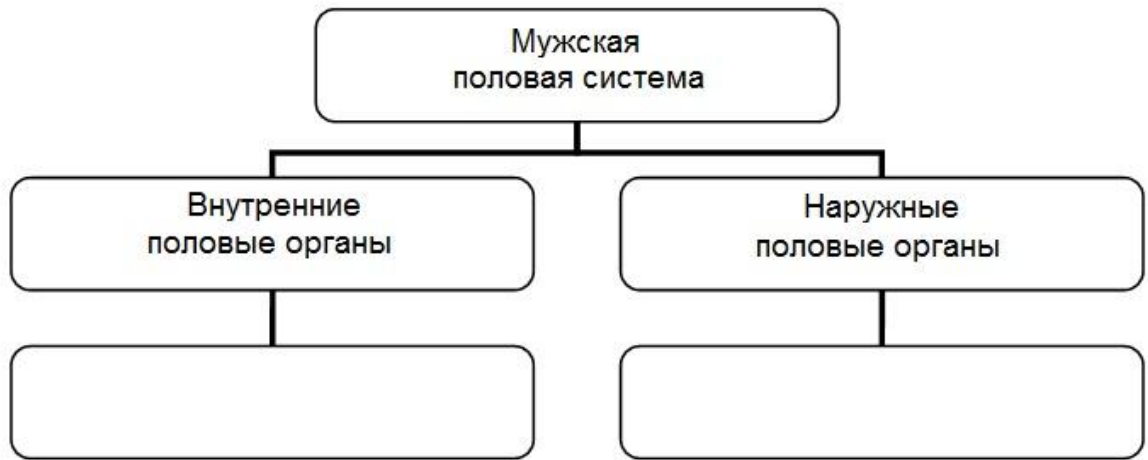 Мужская
половая система
Внутренние
половые органы
Наружные
половые органы